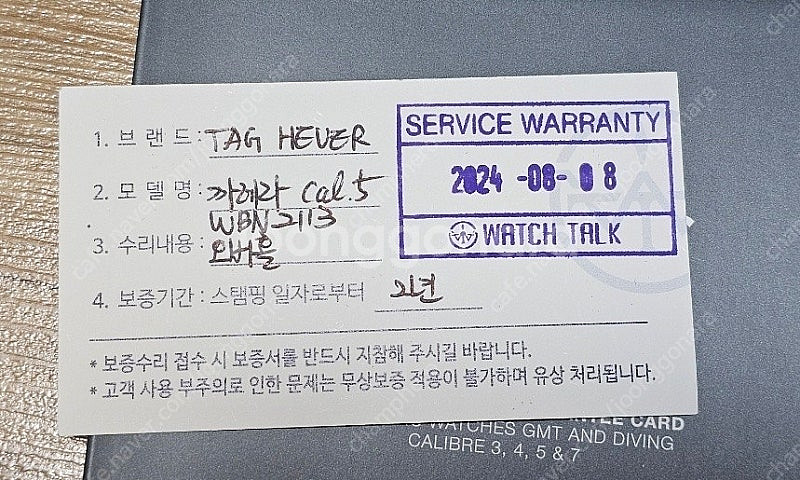 1. 브 랜 드 : TAG HEUER
2. 모 델 명 : 까레라 Cal.5
WBN2113
3. 수리내용 : 오버홀
4. 보증기간 : 스탬핑 일자로부터 2년
* 보증수리 접수 시 보증서를 반드시 지참해 주시길 바랍니다.
* 고객 사용 부주의로 인한 문제는 무상보증 적용이 불가하며 유상 처리됩니다.
SERVICE WARRANTY
2024 -08- 08
WATCH TALK
CARD
WATCHES GMT AND DIVING
CALIBRE 3, 4, 5 & 7